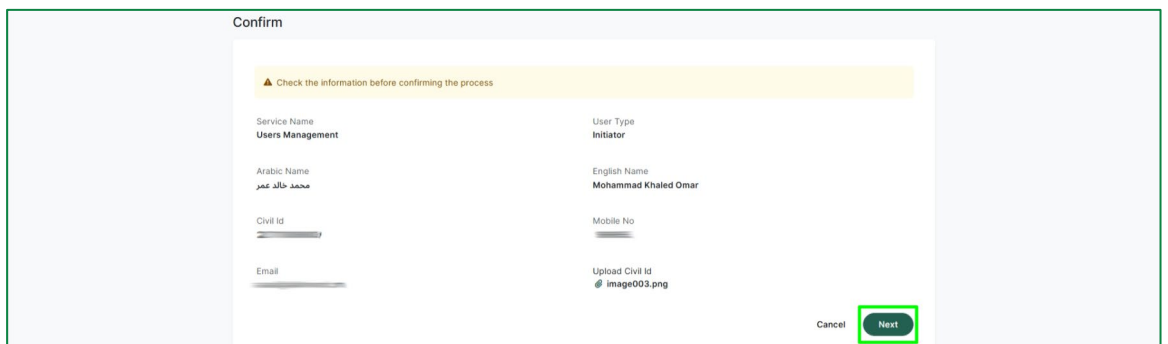 Confirm
Check the information before confirming the process
Service Name
User Type
Users Management
Initiator
Arabic Name
English Name
محمد خالد عمر
Mohammad Khaled Omar
Civil Id
Mobile No
Email
Upload Civil Id
image003.png
Cancel
Next